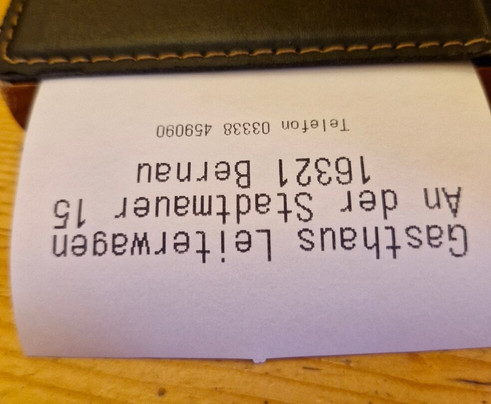 Gasthaus Leiterwagen
An der Stadtmauer 15
16321 Bernau
Telefon 03338 459090